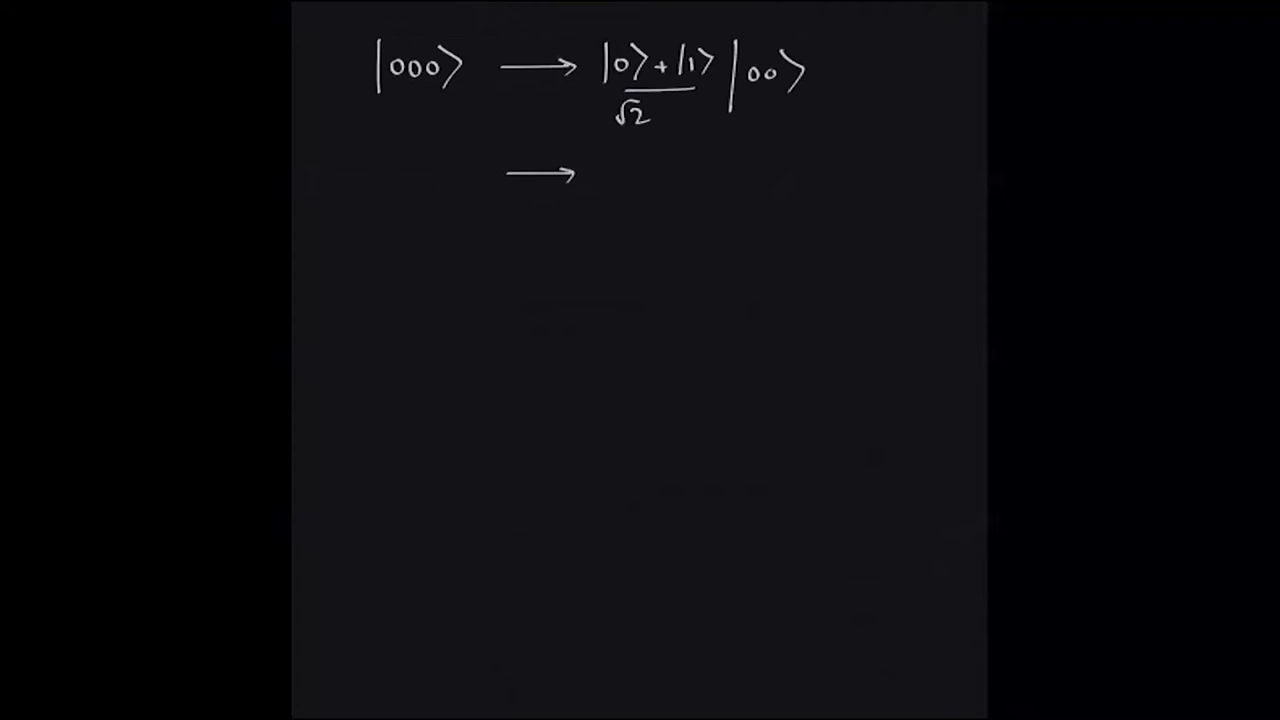 |000⟩ → |0⟩ + |1⟩ / √2 |00⟩
→